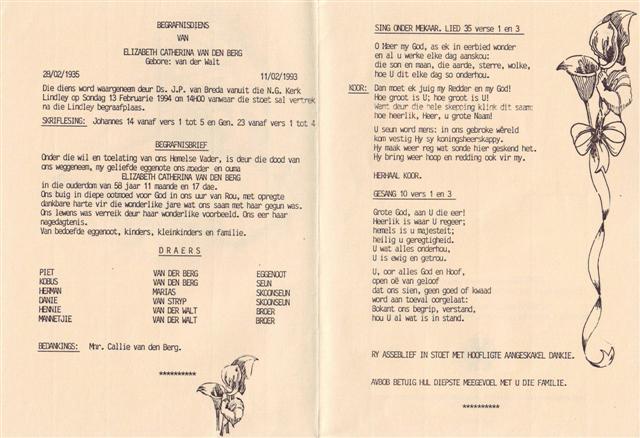 BEGRAFNISDIENS
VAN
ELIZABETH CATHERINA VAN DEN BERG
Gebore: van der Walt
28/02/1935 11/02/1993
Die diens word waargeneem deur Ds. J.P. van Breda vanuit die N.G. Kerk
Lindley op Sondag 13 Februarie 1994 om 14H00 vanwaar die stoet sal vertrek
na die Lindley begraafplaas.
SKRIFLESING: Johannes 14 vanaf vers 1 tot 5 en Gen. 23 vanaf vers 1 tot 4
BEGRAFNISBRIEF
Onder die wil en toelating van ons Hemelse Vader, is deur die dood van
ons weggeneem, my geliefde eggenote ons moeder en ouma
ELIZABETH CATHERINA VAN DEN BERG
in die ouderdom van 58 jaar 11 maande en 17 dae.
Ons buig in diepe ootmoed voor God in ons uur van Rou, met opregte
dankbare hart vir die wonderlike jare wat ons saam met haar gegun was.
Ons lewens was verreik deur haar wonderlike voorbeeld. Ons eer haar
nagedagtenis.
Van bedoefde eggenoot, kinders, kleinkinders en familie.
DRAERS
PIET VAN DER BERG EGGENOOT
KOBUS VAN DEN BERG SEUN
HERMAN MARIAS SKOONSEUN
DANIE VAN STRYP SKOONSEUN
HENNIE VAN DER WALT BROER
MANNETJIE VAN DER WALT BROER
BEDANKINGS: Mnr. Callie van den Berg.
**********
SING ONDER MEKAAR. LIED 35 verse 1 en 3
O Heer my God, as ek in eerbied wonder
en al u werke elke dag aanskou:
die son en maan, die aarde, sterre, wolke,
hoe U dit elke dag so onderhou.
KOOR: Dan moet ek juig my Redder en my God!
Hoe groot is U; hoe groot is U!
Want deur die hele skepping klink dit saam:
hoe heerlik, Heer, u grote Naam!
U seun word mens: in ons gebroke wêreld
kom vestig Hy sy koningsheerskappy.
Hy maak weer reg wat sonde hier geskend het.
Hy bring weer hoop en redding ook vir my.
HERHAAL KOOR.
GESANG 10 vers 1 en 3
Grote God, aan U die eer!
Heerlik is waar U regeer;
hemels is u majesteit;
heilig u geregtigheid.
U wat alles onderhou,
U is ewig en getrou.
U, oor alles God en Hoof,
open oë van geloof
dat ons sien, geen goed of kwaad
word aan toeval oorgelaat:
Bokant ons begrip, verstand,
hou U al wat is in stand.
RY ASSEBLIEF IN STOET MET HOOFLIGTE AANGESKAKEL DANKIE.
AVBOB BETUIG HUL DIEPSTE MEEGEVOEL MET U DIE FAMILIE.
**********